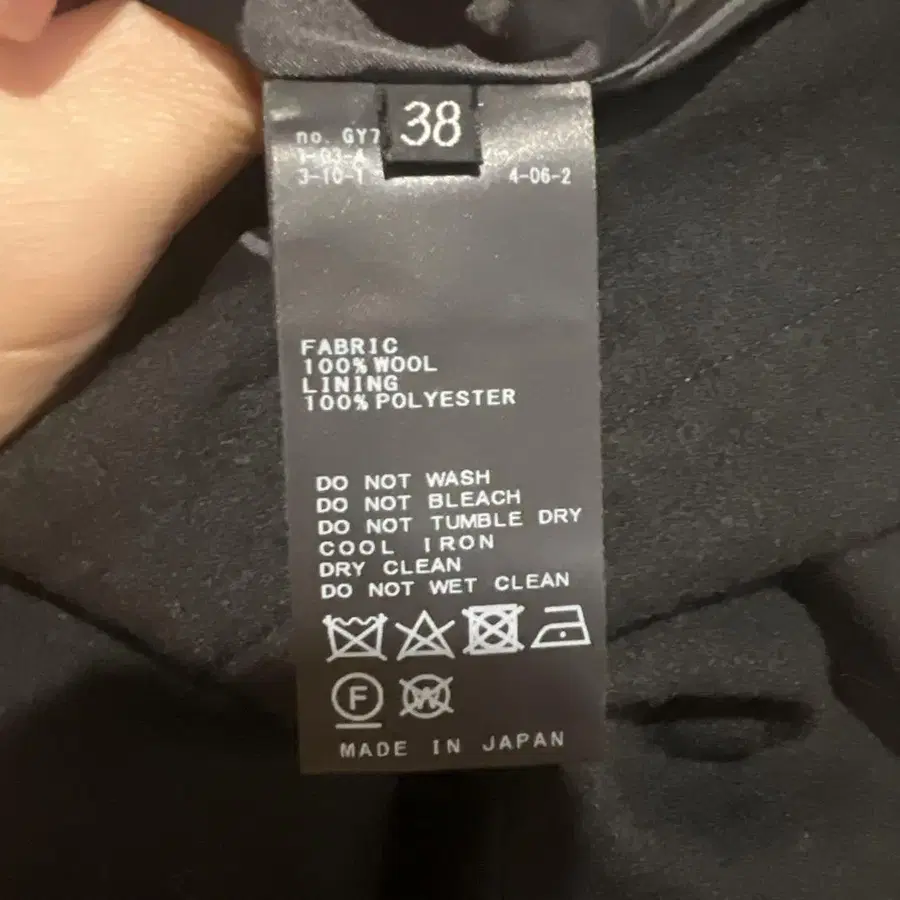 38
no. GY7
1-03-A
3-10-1 4-06-2
FABRIC
100% WOOL
LINING
100% POLYESTER
DO NOT WASH
DO NOT BLEACH
DO NOT TUMBLE DRY
COOL IRON
DRY CLEAN
DO NOT WET CLEAN
F W
MADE IN JAPAN